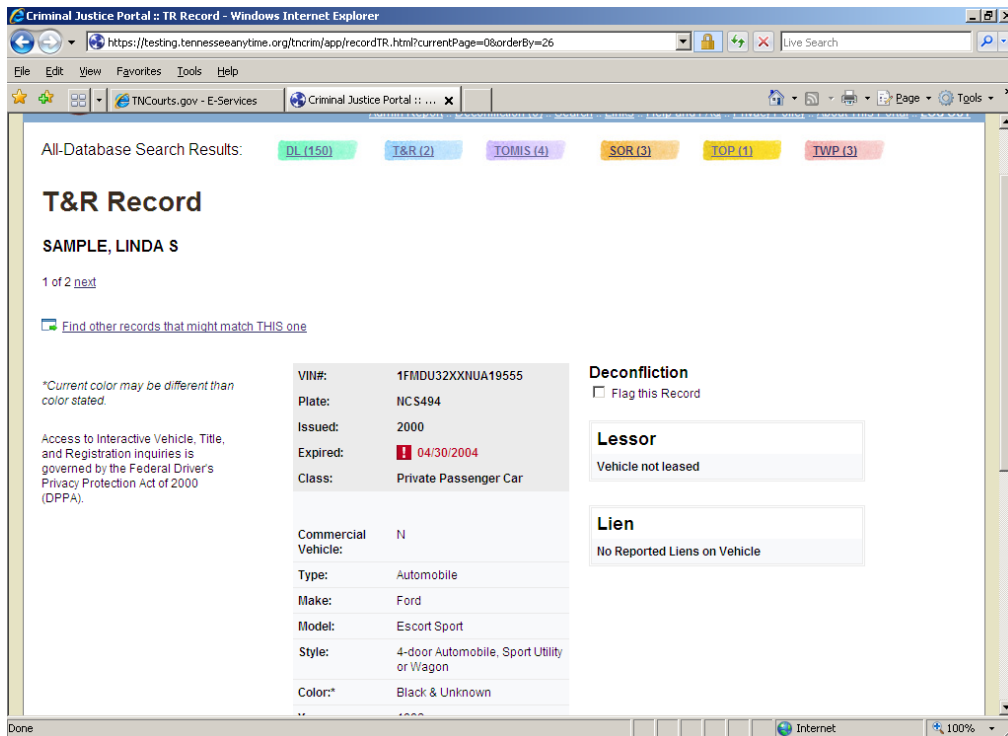 Criminal Justice Portal :: TR Record - Windows Internet Explorer
https://testing.tennesseeanytime.org/tncrim/app/recordTR.html?currentPage=0&orderBy=26
Live Search
File Edit View Favorites Tools Help
TNCourts.gov - E-Services
Criminal Justice Portal :: ...
Page
Tools
All-Database Search Results:
DL (150)
T&R (2)
TOMIS (4)
SOR (3)
TOP (1)
TWP (3)
T&R Record
SAMPLE, LINDA S
1 of 2 next
Find other records that might match THIS one
*Current color may be different than
color stated.
Access to Interactive Vehicle, Title,
and Registration inquiries is
governed by the Federal Driver's
Privacy Protection Act of 2000
(DPPA).
VIN#: 1FMDU32XXNUA19555
Plate: NCS494
Issued: 2000
Expired: ! 04/30/2004
Class: Private Passenger Car
Commercial
Vehicle: N
Type: Automobile
Make: Ford
Model: Escort Sport
Style: 4-door Automobile, Sport Utility
or Wagon
Color:* Black & Unknown
Deconfliction
Flag this Record
Lessor
Vehicle not leased
Lien
No Reported Liens on Vehicle
Done
Internet
100%